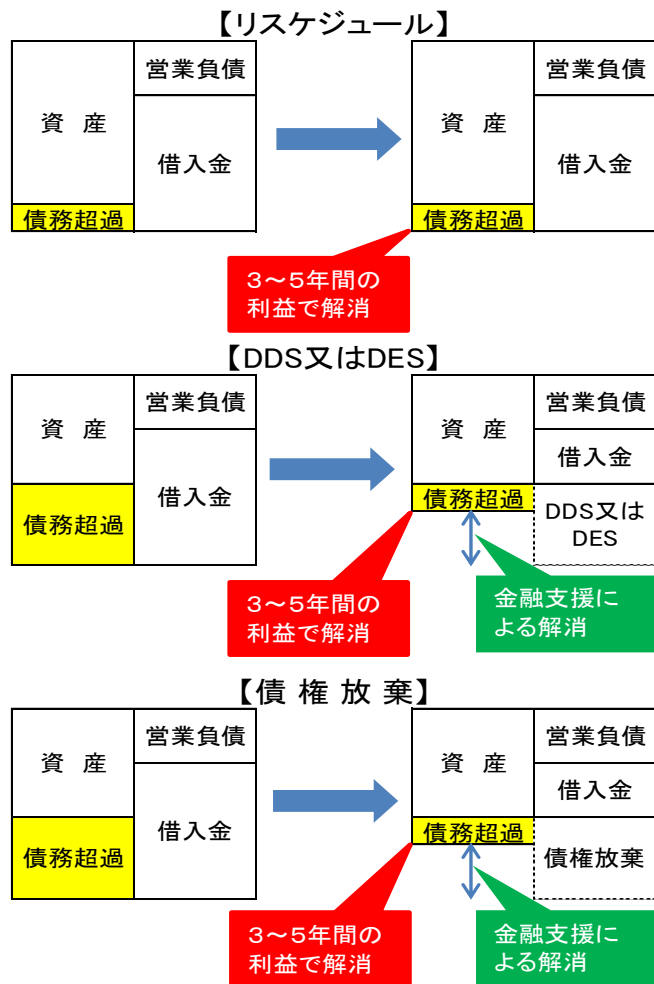 【リスケジュール】
営業負債
資 産
借入金
債務超過
営業負債
資 産
借入金
債務超過
3～5年間の
利益で解消
【DDS又はDES】
営業負債
資 産
借入金
債務超過
営業負債
資 産
借入金
債務超過
DDS又は
DES
3～5年間の
利益で解消
金融支援に
よる解消
【債 権 放 棄】
営業負債
資 産
借入金
債務超過
営業負債
資 産
借入金
債務超過
債権放棄
3～5年間の
利益で解消
金融支援に
よる解消